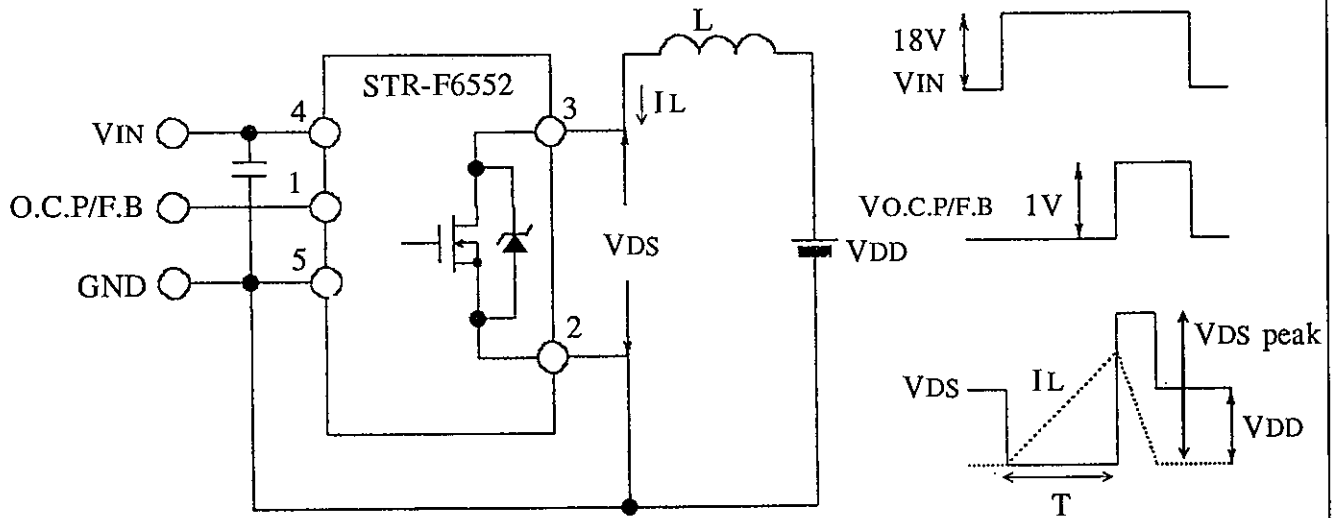 L
18V
VIN
STR-F6552
3
IL
VIN
4
1
O.C.P/F.B
VO.C.P/F.B
1V
VDS
VDD
5
GND
2
VDS peak
VDS
IL
VDD
T